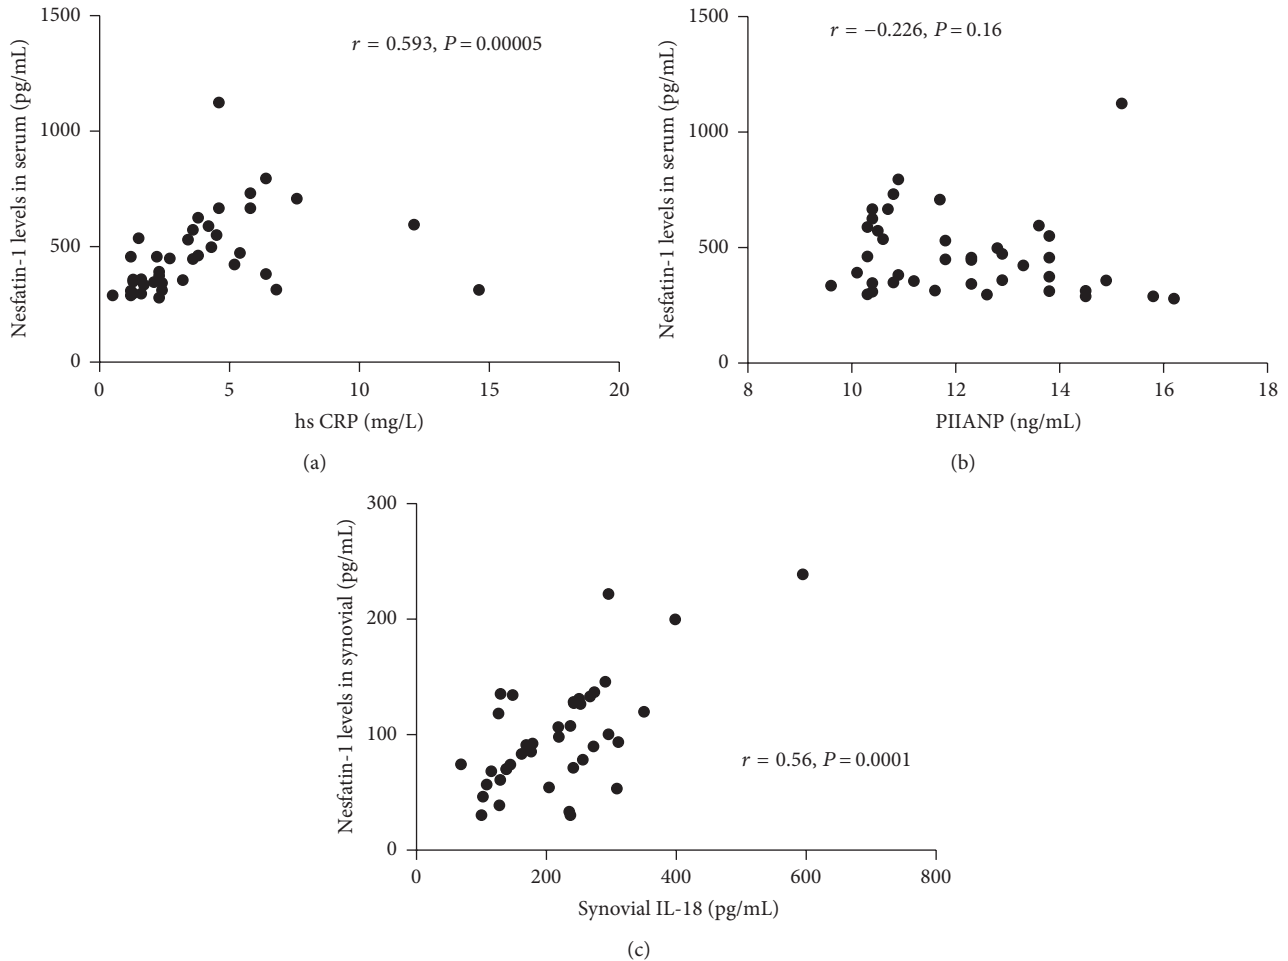 1500
1000
500
0
Nesfatin-1 levels in serum (pg/mL)
r = 0.593, P = 0.00005
0 5 10 15 20
hs CRP (mg/L)
(a)
1500
1000
500
0
Nesfatin-1 levels in serum (pg/mL)
r = −0.226, P = 0.16
8 10 12 14 16 18
PIIANP (ng/mL)
(b)
300
200
100
0
Nesfatin-1 levels in synovial (pg/mL)
r = 0.56, P = 0.0001
0 200 400 600 800
Synovial IL-18 (pg/mL)
(c)